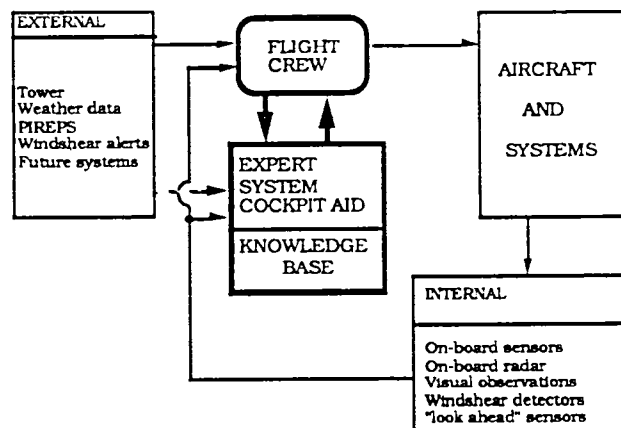 EXTERNAL
Tower
Weather data
PIREPS
Windshear alerts
Future systems
FLIGHT
CREW
EXPERT
SYSTEM
COCKPIT AID
KNOWLEDGE
BASE
AIRCRAFT
AND
SYSTEMS
INTERNAL
On-board sensors
On-board radar
Visual observations
Windshear detectors
"look ahead" sensors